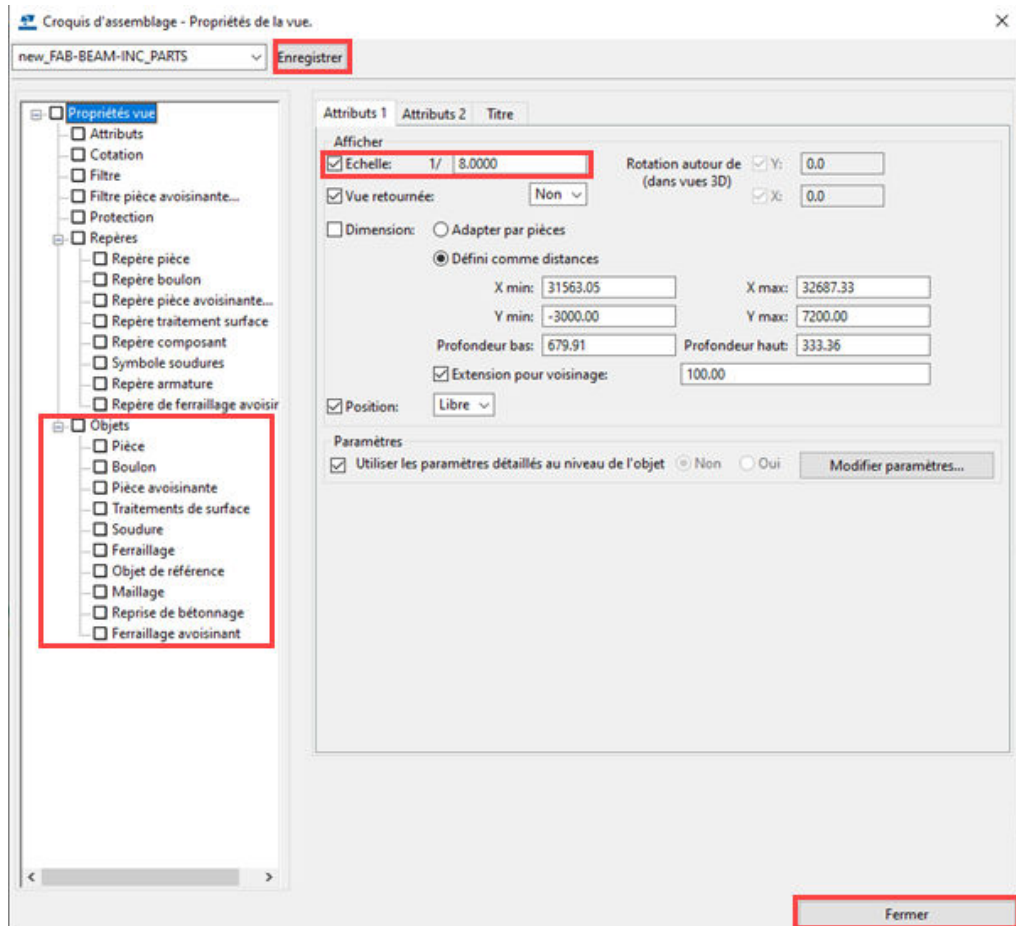 Croquis d'assemblage - Propriétés de la vue.
new_FAB-BEAM-INC_PARTS
Enregistrer
Propriétés vue
Attributs
Cotation
Filtre
Filtre pièce avoisinante...
Protection
Repères
Repère pièce
Repère boulon
Repère pièce avoisinante...
Repère traitement surface
Repère composant
Symbole soudures
Repère armature
Repère de ferraillage avoisir
Objets
Pièce
Boulon
Pièce avoisinante
Traitements de surface
Soudure
Ferraillage
Objet de référence
Maillage
Reprise de bétonnage
Ferraillage avoisinant
Attributs 1 Attributs 2 Titre
Afficher
Echelle: 1/ 8.0000 Rotation autour de Y: 0.0
(dans vues 3D) X: 0.0
Vue retournée: Non
Dimension: Adapter par pièces
Défini comme distances
X min: 31563.05 X max: 32687.33
Y min: -3000.00 Y max: 7200.00
Profondeur bas: 679.91 Profondeur haut: 333.36
Extension pour voisinage: 100.00
Position: Libre
Paramètres
Utiliser les paramètres détaillés au niveau de l'objet Non Oui Modifier paramètres...
Fermer